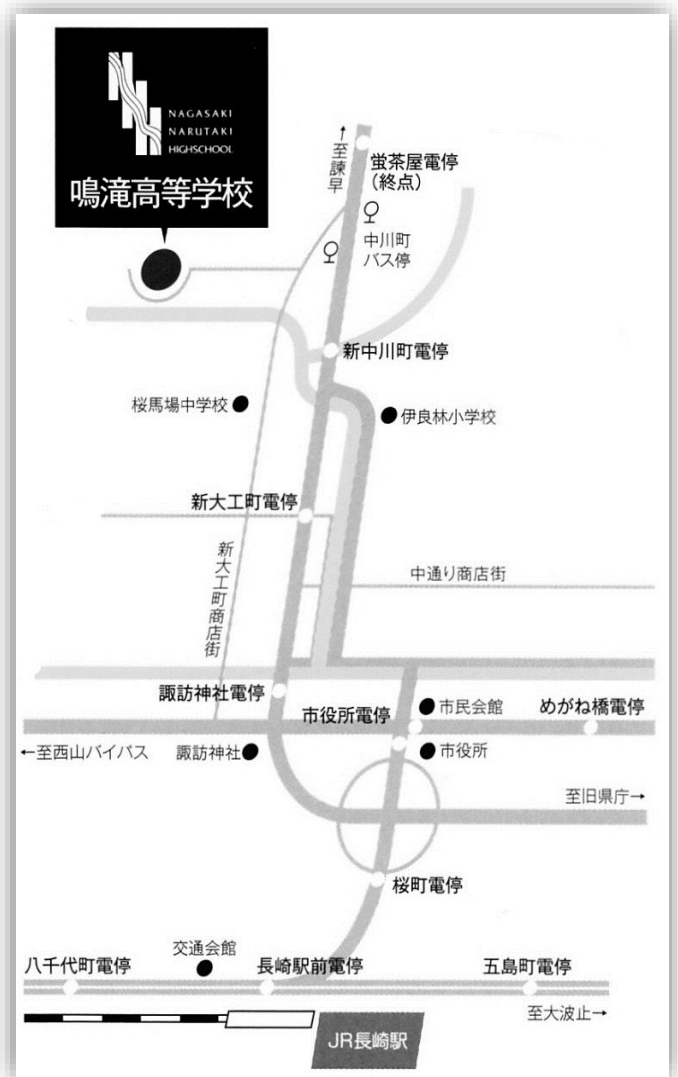 NAGASAKI
NARUTAKI
HIGHSCHOOL
鳴滝高等学校
↑至諫早
蛍茶屋電停
(終点)
中川町
バス停
新中川町電停
桜馬場中学校
伊良林小学校
新大工町電停
新大工町商店街
中通り商店街
諏訪神社電停
市役所電停
市民会館
めがね橋電停
←至西山バイパス
諏訪神社
市役所
至旧県庁→
桜町電停
交通会館
八千代町電停
長崎駅前電停
五島町電停
至大波止→
JR長崎駅